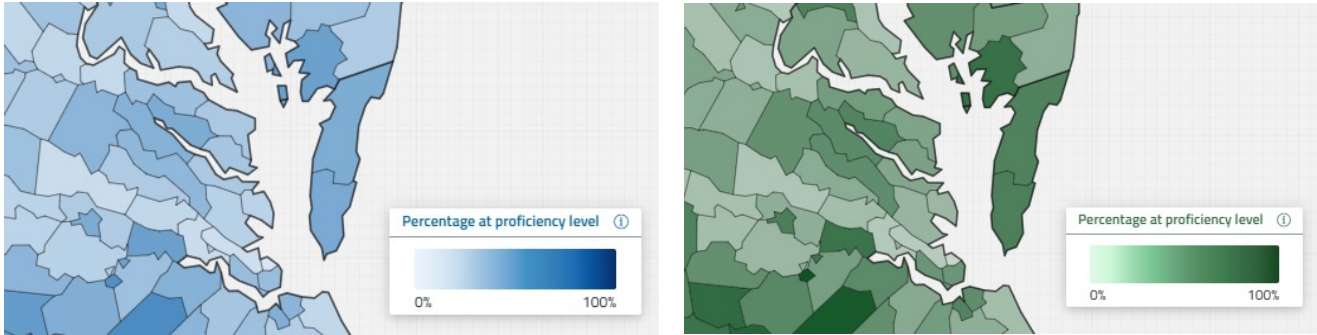 Percentage at proficiency level ⓘ
0% 100%
Percentage at proficiency level ⓘ
0% 100%